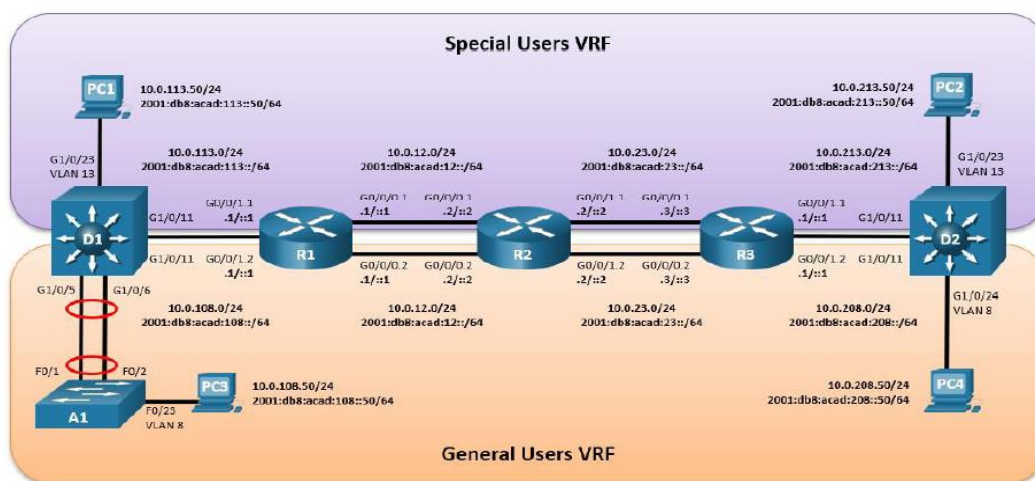 Special Users VRF
PC1
10.0.113.50/24
2001:db8:acad:113::50/64
10.0.213.50/24
2001:db8:acad:213::50/64
PC2
G1/0/23
VLAN 13
10.0.113.0/24
2001:db8:acad:113::/64
10.0.12.0/24
2001:db8:acad:12::/64
10.0.23.0/24
2001:db8:acad:23::/64
10.0.213.0/24
2001:db8:acad:213::/64
G1/0/23
VLAN 13
D1
G1/0/11
G0/0/1.1
.1/::1
R1
G0/0/0.1
.1/::1
G0/0/0.1
.2/::2
R2
G0/0/1.1
.2/::2
G0/0/0.1
.3/::3
R3
G0/0/1.1
.1/::1
G1/0/11
D2
G1/0/11
G0/0/1.2
.1/::1
G0/0/0.2
.1/::1
G0/0/0.2
.2/::2
G0/0/1.2
.2/::2
G0/0/0.2
.3/::3
G0/0/1.2
.1/::1
G1/0/11
G1/0/5
G1/0/6
10.0.108.0/24
2001:db8:acad:108::/64
10.0.12.0/24
2001:db8:acad:12::/64
10.0.23.0/24
2001:db8:acad:23::/64
10.0.208.0/24
2001:db8:acad:208::/64
G1/0/24
VLAN 8
F0/1
F0/2
A1
F0/23
VLAN 8
PC3
10.0.108.50/24
2001:db8:acad:108::50/64
10.0.208.50/24
2001:db8:acad:208::50/64
PC4
General Users VRF